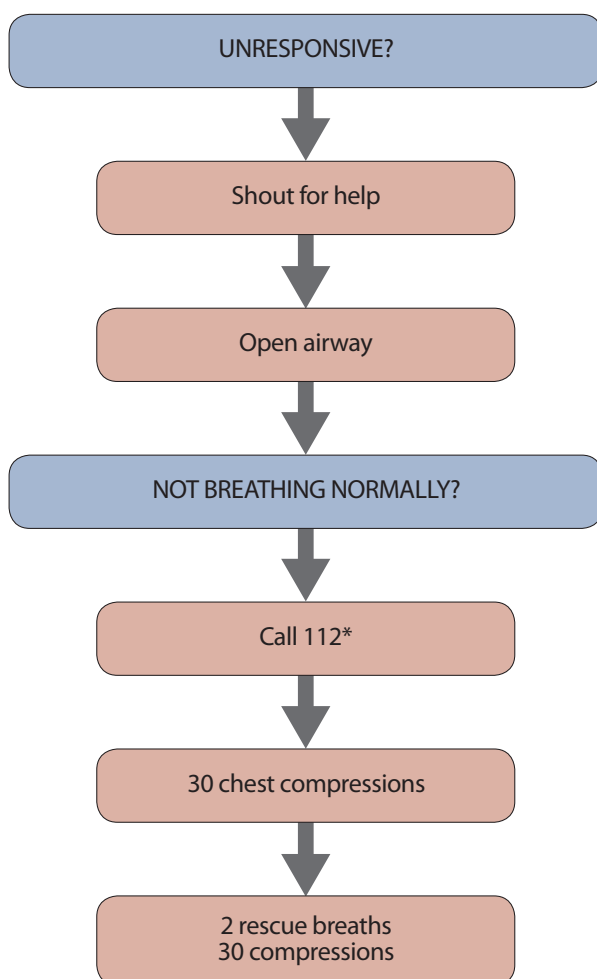 UNRESPONSIVE?
Shout for help
Open airway
NOT BREATHING NORMALLY?
Call 112*
30 chest compressions
2 rescue breaths
30 compressions